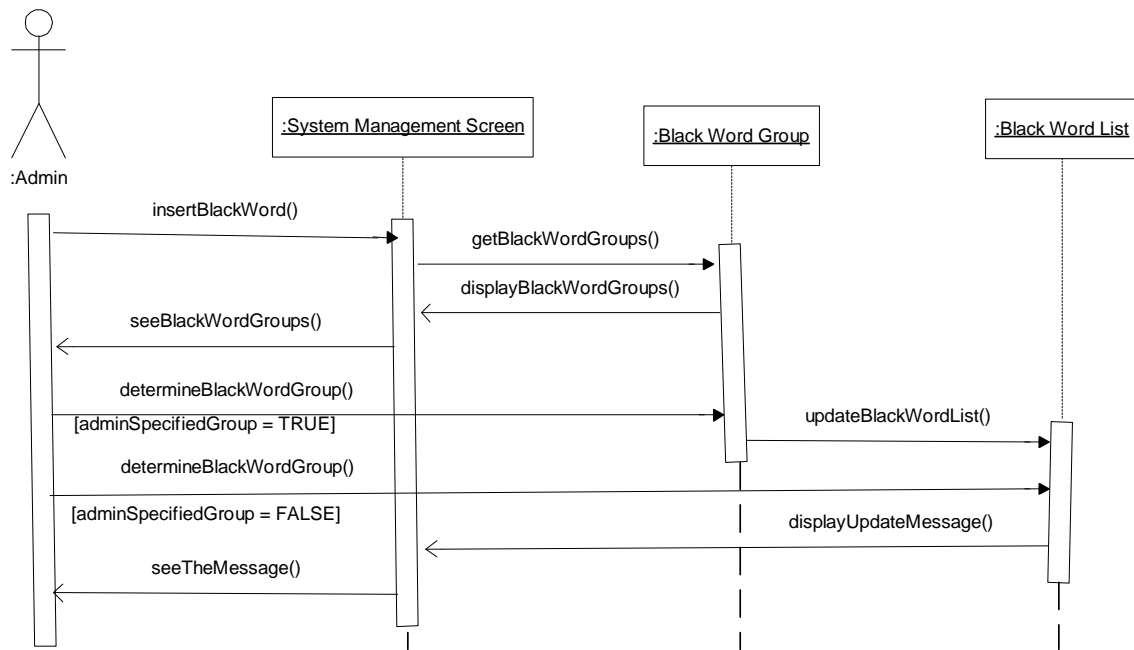 :System Management Screen
:Black Word Group
:Black Word List
:Admin
insertBlackWord()
getBlackWordGroups()
displayBlackWordGroups()
seeBlackWordGroups()
determineBlackWordGroup()
[adminSpecifiedGroup = TRUE]
updateBlackWordList()
determineBlackWordGroup()
[adminSpecifiedGroup = FALSE]
displayUpdateMessage()
seeTheMessage()